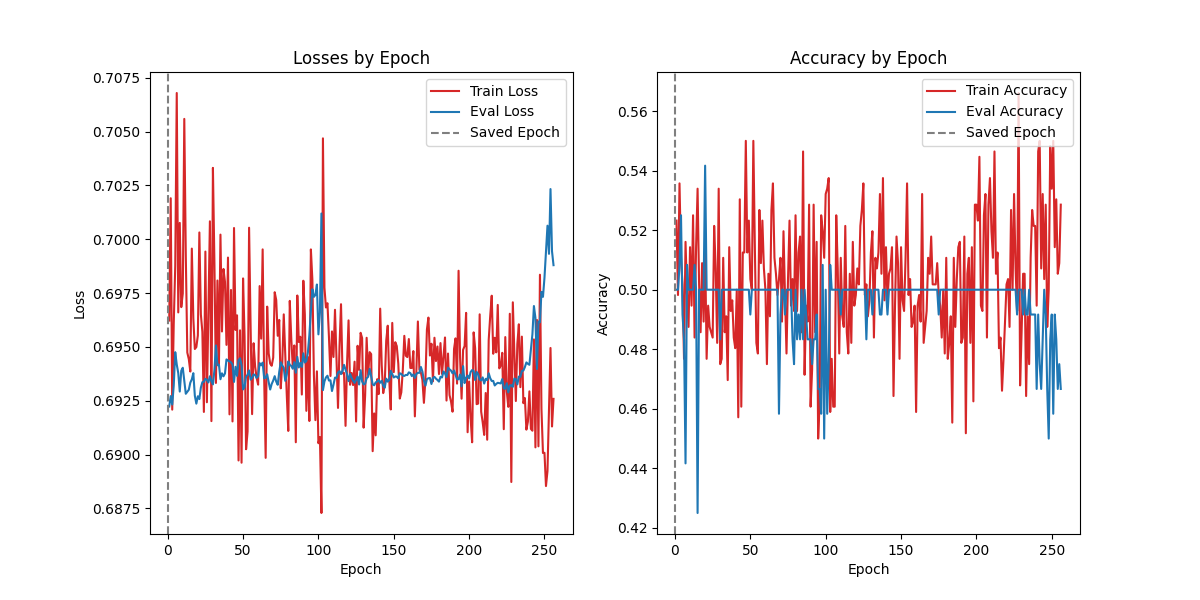 Losses by Epoch
Train Loss
Eval Loss
Saved Epoch
0.7075
0.7050
0.7025
0.7000
0.6975
0.6950
0.6925
0.6900
0.6875
Loss
0
50
100
150
200
250
Epoch
Accuracy by Epoch
Train Accuracy
Eval Accuracy
Saved Epoch
0.56
0.54
0.52
0.50
0.48
0.46
0.44
0.42
Accuracy
0
50
100
150
200
250
Epoch